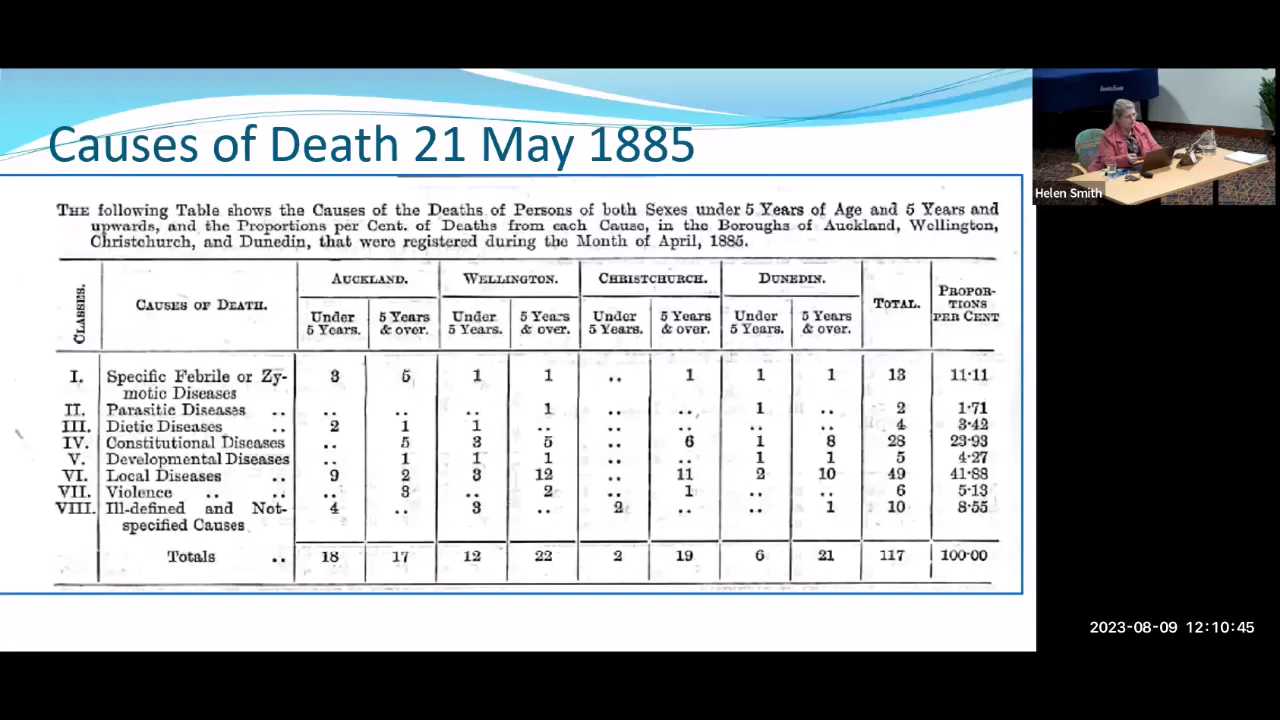 Causes of Death 21 May 1885
THE following Table shows the Causes of the Deaths of Persons of both Sexes under 5 Years of Age and 5 Years and
upwards, and the Proportions per Cent. of Deaths from each Cause, in the Boroughs of Auckland, Wellington,
Christchurch, and Dunedin, that were registered during the Month of April, 1885.
CLASSES.
CAUSES OF DEATH.
AUCKLAND. WELLINGTON. CHRISTCHURCH. DUNEDIN. TOTAL. PROPOR-
TIONS
PER CENT
Under 5 Years & Under 5 Years Under 5 Years Under 5 Years
5 Years. & over. 5 Years. & over. 5 Years. & over. 5 Years. & over.
I. Specific Febrile or Zy- 3 5 1 1 .. 1 1 1 13 11·11
motic Diseases
II. Parasitic Diseases .. .. .. .. 1 .. .. 1 .. 2 1·71
III. Dietic Diseases .. 2 1 1 .. .. .. .. .. 4 3·42
IV. Constitutional Diseases .. 5 3 5 .. 6 1 8 28 23·93
V. Developmental Diseases .. 1 1 1 .. .. 1 1 5 4·27
VI. Local Diseases .. 9 2 3 12 .. 11 2 10 49 41·88
VII. Violence .. .. .. 3 .. 2 .. 1 .. .. 6 5·13
VIII. Ill-defined and Not- 4 .. 3 .. 2 .. .. 1 10 8·55
specified Causes
Totals .. 18 17 12 22 2 19 6 21 117 100·00
Helen Smith
2023-08-09 12:10:45